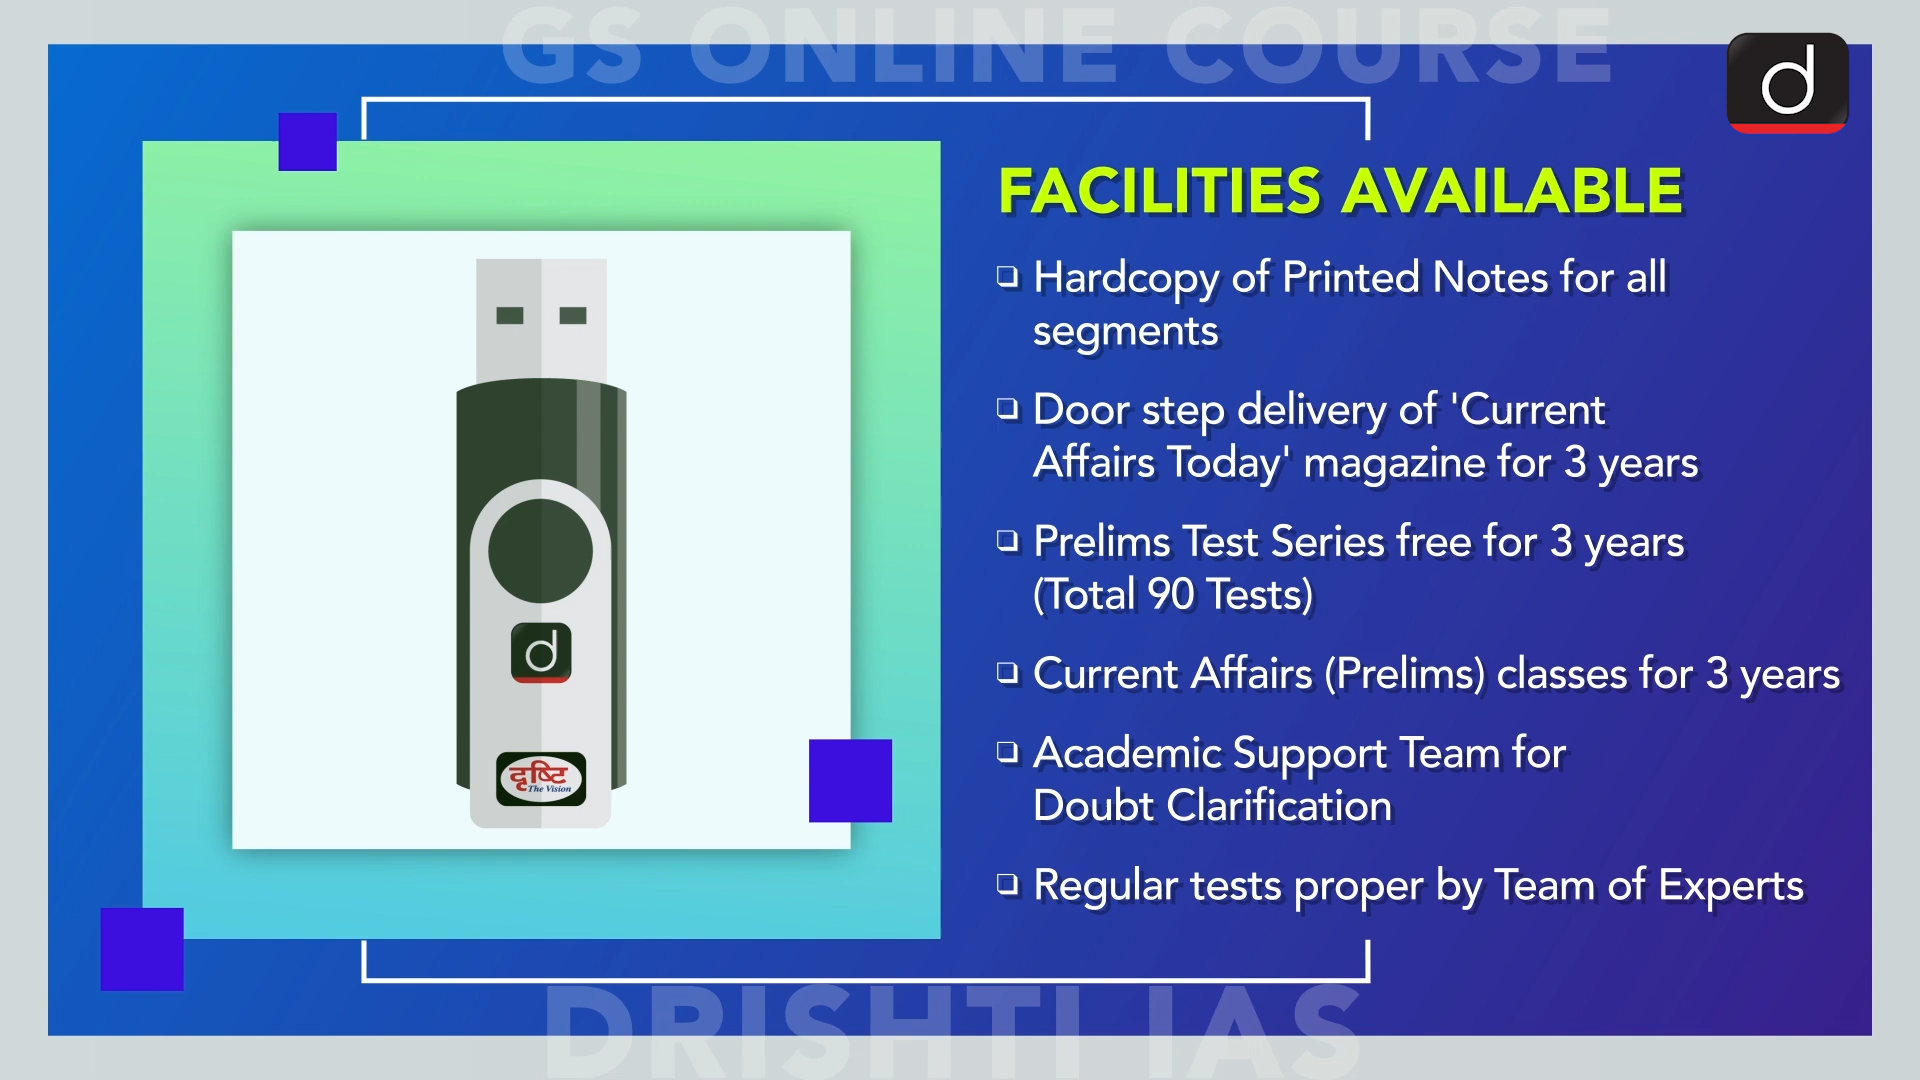 GS ONLINE COURSE
d
FACILITIES AVAILABLE
❏ Hardcopy of Printed Notes for all
segments
❏ Door step delivery of 'Current
Affairs Today' magazine for 3 years
❏ Prelims Test Series free for 3 years
(Total 90 Tests)
❏ Current Affairs (Prelims) classes for 3 years
❏ Academic Support Team for
Doubt Clarification
❏ Regular tests proper by Team of Experts
d
दृष्टि
The Vision
DRISHTI IAS